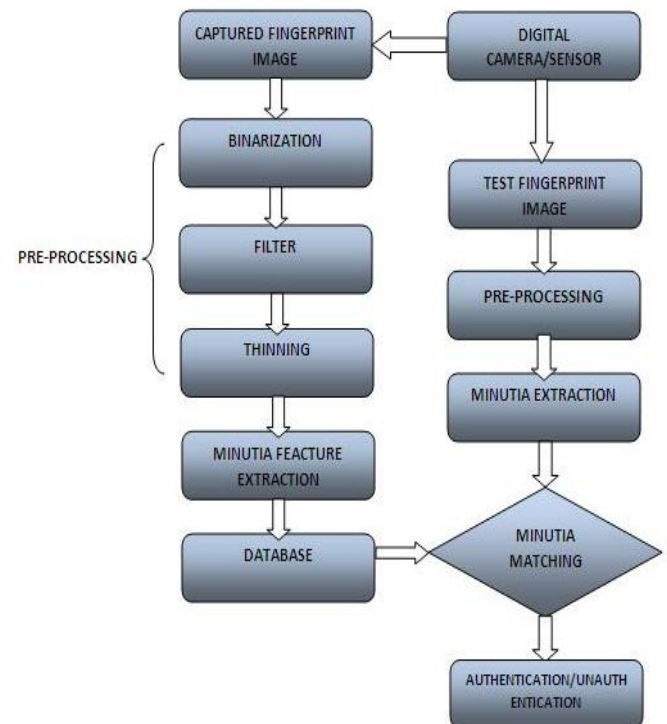 CAPTURED FINGERPRINT
IMAGE
DIGITAL
CAMERA/SENSOR
BINARIZATION
TEST FINGERPRINT
IMAGE
FILTER
PRE-PROCESSING
PRE-PROCESSING
THINNING
MINUTIA EXTRACTION
MINUTIA FEACTURE
EXTRACTION
DATABASE
MINUTIA
MATCHING
AUTHENTICATION/UNAUTH
ENTICATION